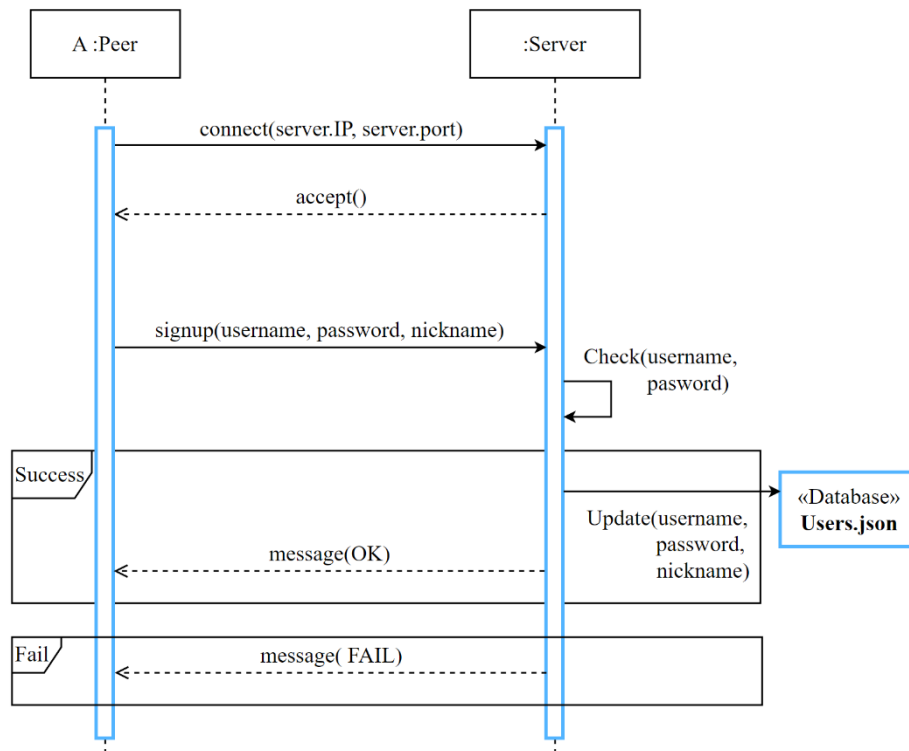 A :Peer
:Server
connect(server.IP, server.port)
accept()
signup(username, password, nickname)
Check(username,
pasword)
Success
«Database»
Users.json
Update(username,
password,
nickname)
message(OK)
Fail
message( FAIL)